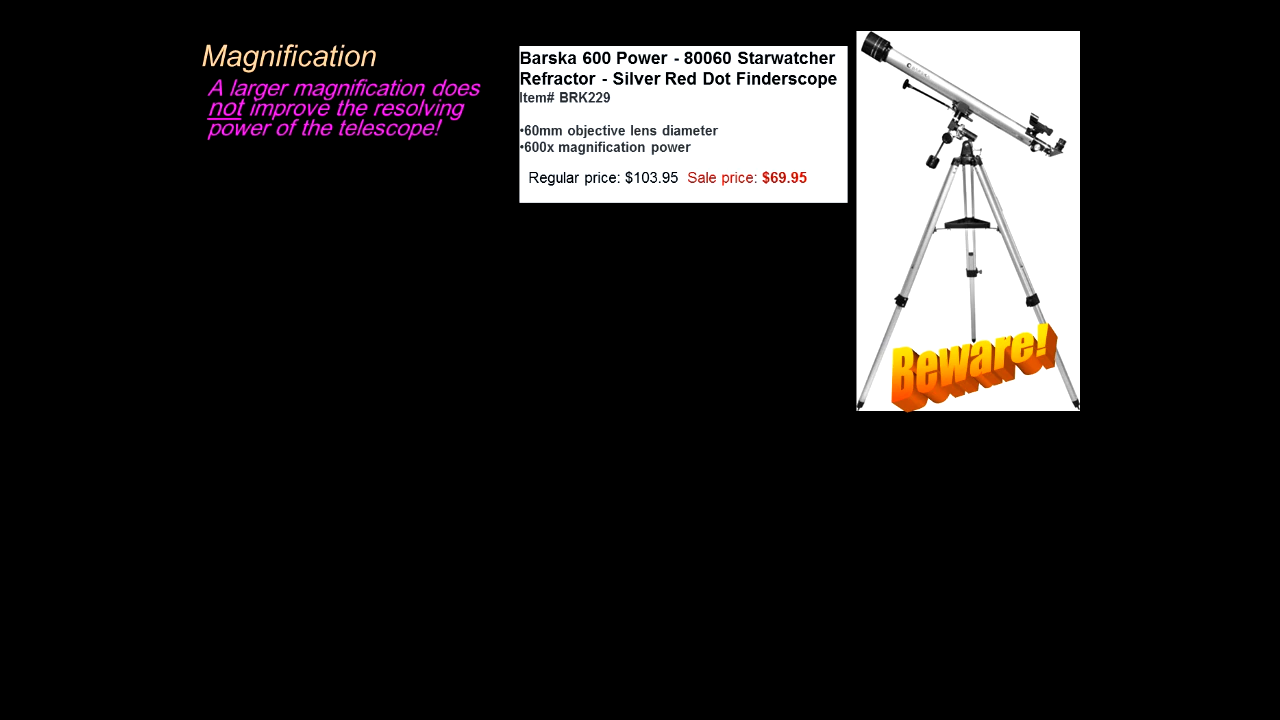 Magnification
A larger magnification does
not improve the resolving
power of the telescope!
Barska 600 Power - 80060 Starwatcher
Refractor - Silver Red Dot Finderscope
Item# BRK229
•60mm objective lens diameter
•600x magnification power
Regular price: $103.95 Sale price: $69.95
Beware!